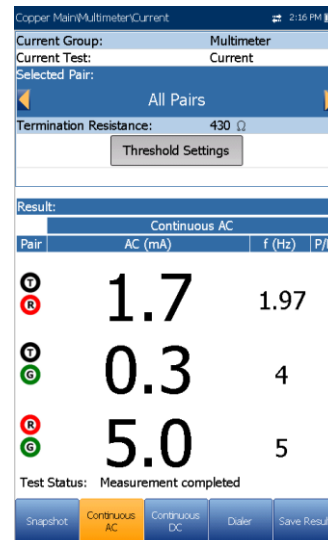 Copper Main\Multimeter\Current 2:16 PM
Current Group: Multimeter
Current Test: Current
Selected Pair:
All Pairs
Termination Resistance: 430 Ω
Threshold Settings
Result:
Continuous AC
Pair AC (mA) f (Hz)
T
R
1.7 1.97
T
G
0.3 4
R
G
5.0 5
Test Status: Measurement completed
Snapshot Continuous AC Continuous DC Dialer Save Resul